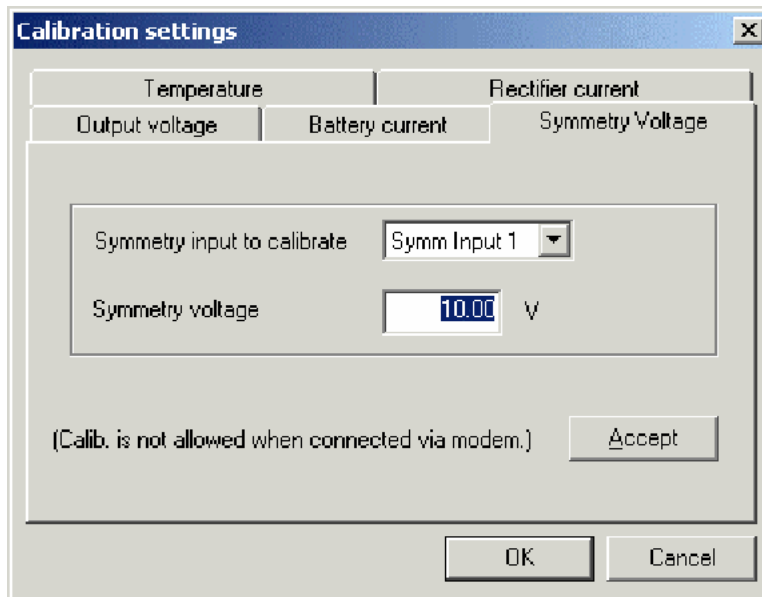 Calibration settings
Temperature
Rectifier current
Output voltage
Battery current
Symmetry Voltage
Symmetry input to calibrate
Symm Input 1
Symmetry voltage
10.00 V
(Calib. is not allowed when connected via modem.)
Accept
OK
Cancel